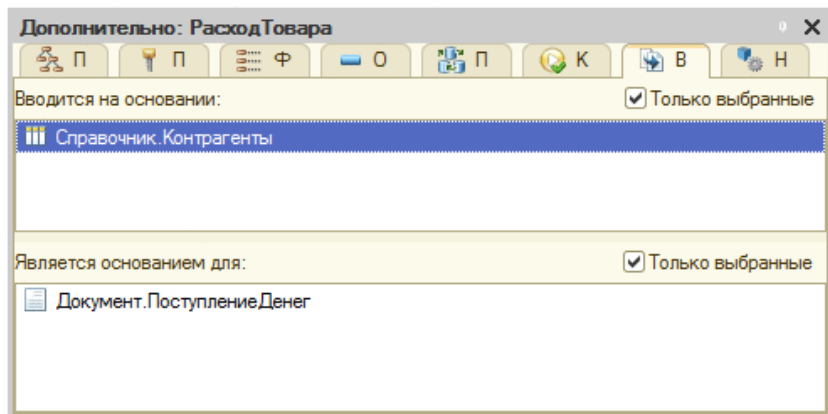 Дополнительно: РасходТовара
П П Ф О П К В Н
Вводится на основании: Только выбранные
Справочник.Контрагенты
Является основанием для: Только выбранные
Документ.ПоступлениеДенег